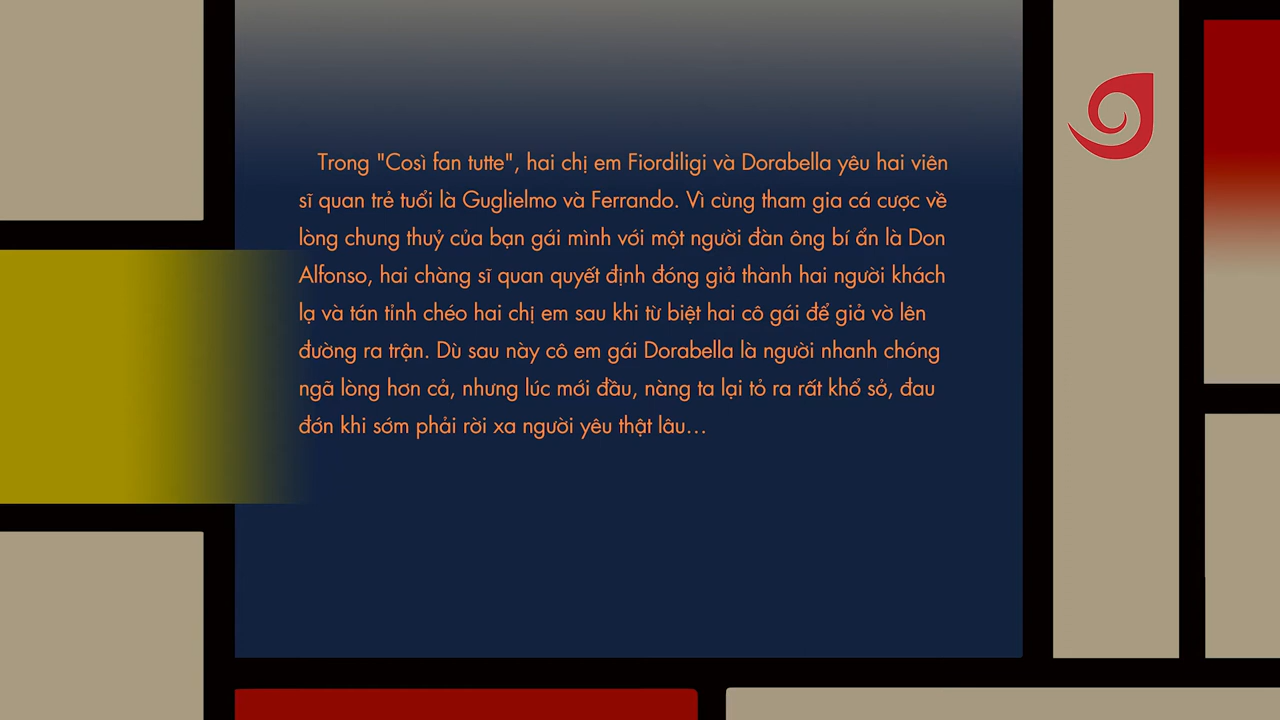 Trong "Così fan tutte", hai chị em Fiordiligi và Dorabella yêu hai viên
sĩ quan trẻ tuổi là Guglielmo và Ferrando. Vì cùng tham gia cá cược về
lòng chung thuỷ của bạn gái mình với một người đàn ông bí ẩn là Don
Alfonso, hai chàng sĩ quan quyết định đóng giả thành hai người khách
lạ và tán tỉnh chéo hai chị em sau khi từ biệt hai cô gái để giả vờ lên
đường ra trận. Dù sau này cô em gái Dorabella là người nhanh chóng
ngã lòng hơn cả, nhưng lúc mới đầu, nàng ta lại tỏ ra rất khổ sở, đau
đớn khi sớm phải rời xa người yêu thật lâu...